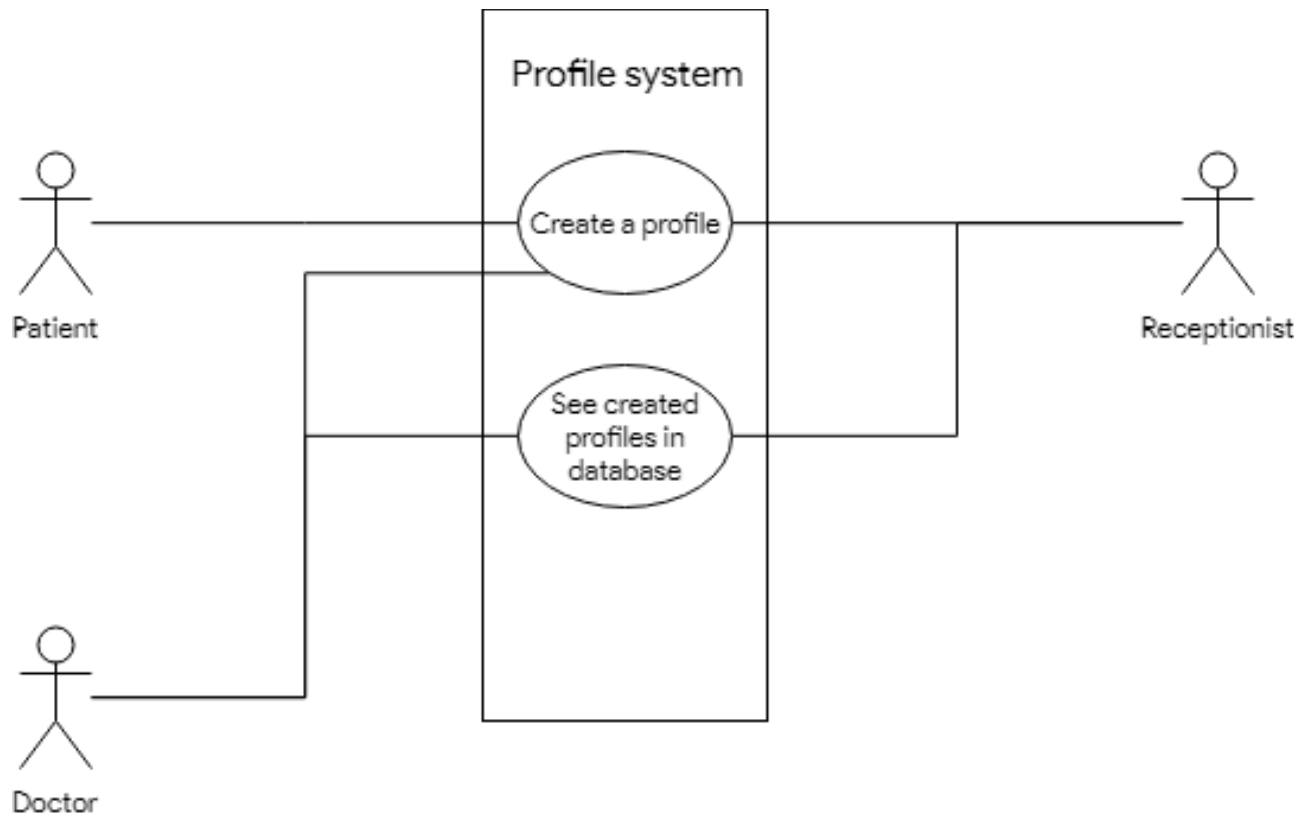 Profile system
Create a profile
Patient
Receptionist
See created
profiles in
database
Doctor